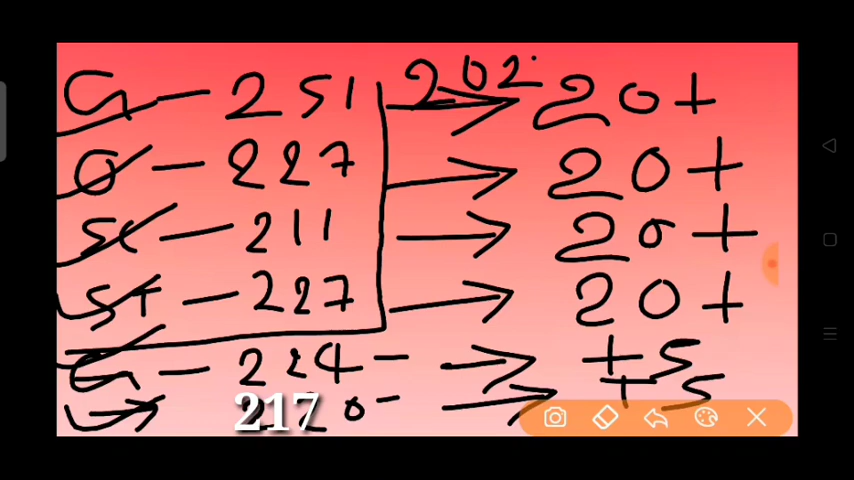 G - 251 → 202 20+
O - 227 → 20+
SC - 211 → 20+
ST - 227 → 20+
G - 224 - → +5
217 → +5